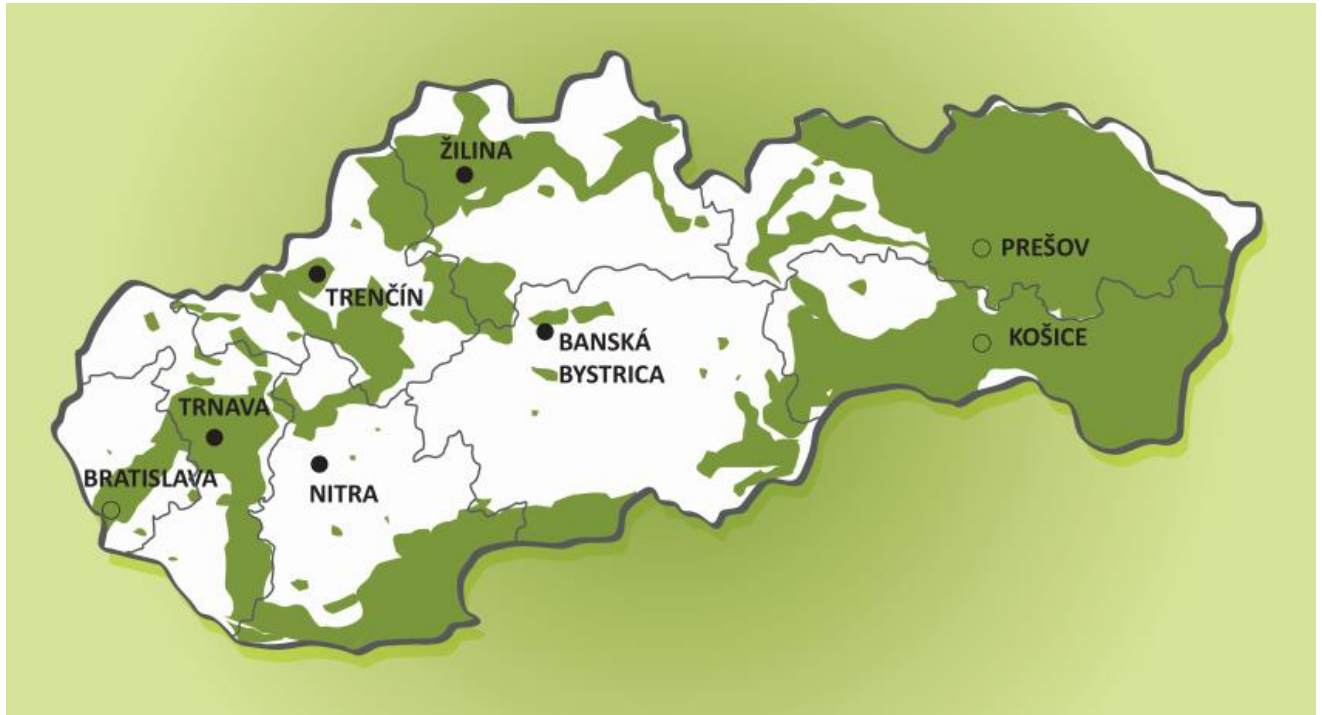 ŽILINA
PREŠOV
TRENČÍN
KOŠICE
BANSKÁ
BYSTRICA
TRNAVA
BRATISLAVA
NITRA